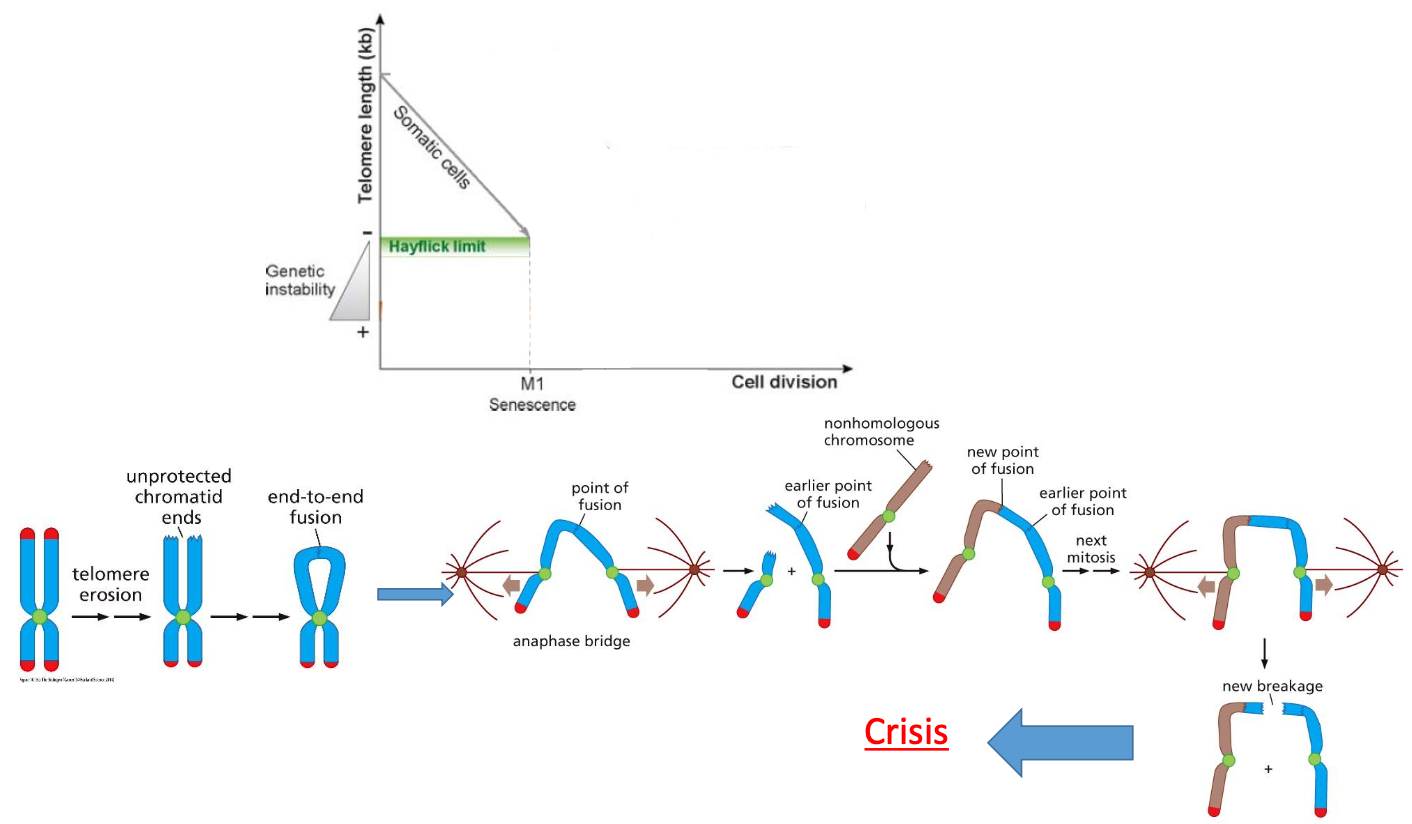 Telomere length (kb)
Somatic cells
-
Hayflick limit
Genetic
instability
+
M1
Senescence
Cell division
unprotected
chromatid
ends
end-to-end
fusion
telomere
erosion
point of
fusion
anaphase bridge
earlier point
of fusion
+
nonhomologous
chromosome
new point
of fusion
earlier point
of fusion
next
mitosis
new breakage
+
Crisis